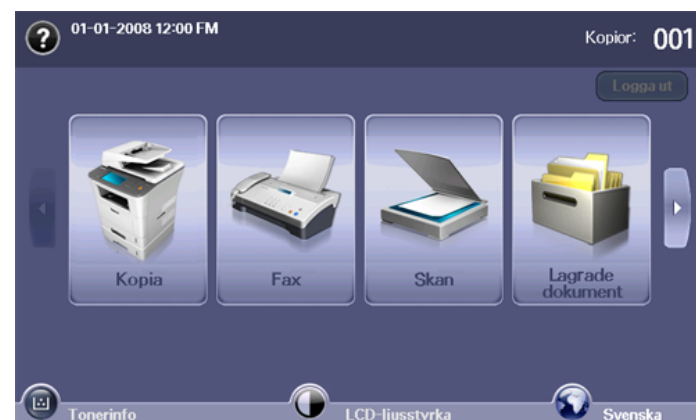 01-01-2008 12:00 FM
Kopior: 001
Logga ut
Kopia
Fax
Skan
Lagrade
dokument
Tonerinfo
LCD-ljusstyrka
Svenska